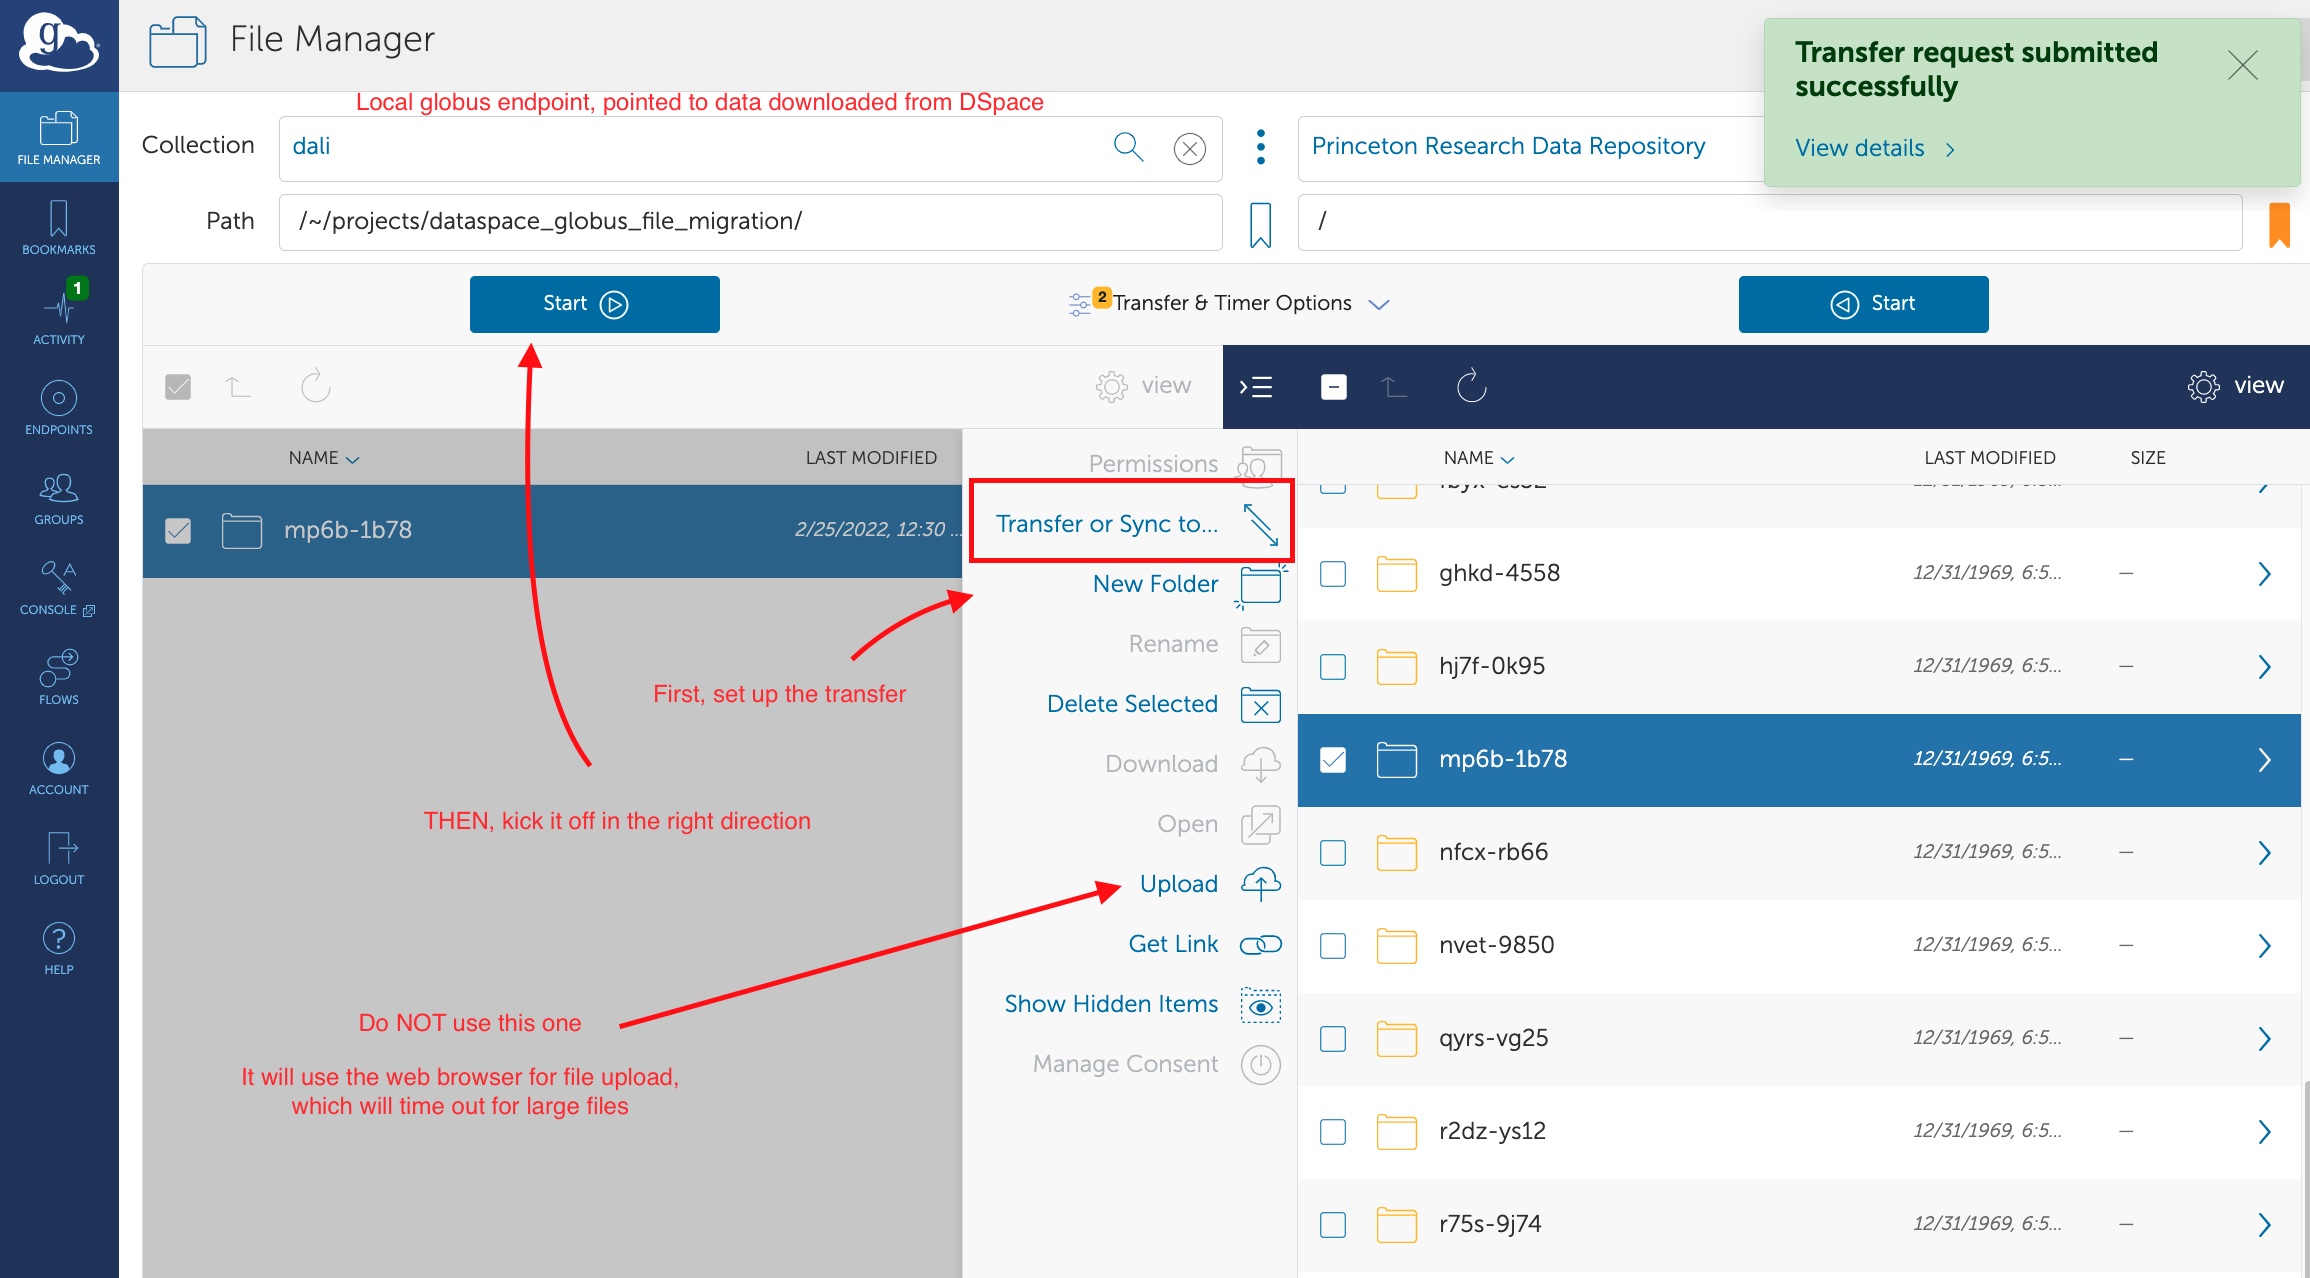 g
File Manager
Transfer request submitted
successfully
View details
FILE MANAGER
BOOKMARKS
1
ACTIVITY
ENDPOINTS
GROUPS
CONSOLE
FLOWS
ACCOUNT
LOGOUT
HELP
Local globus endpoint, pointed to data downloaded from DSpace
Collection
dali
Princeton Research Data Repository
Path
/~/projects/dataspace_globus_file_migration/
/
Start
2
Transfer & Timer Options
Start
view
view
NAME
LAST MODIFIED
mp6b-1b78
2/25/2022, 12:30 ...
First, set up the transfer
THEN, kick it off in the right direction
Do NOT use this one
It will use the web browser for file upload,
which will time out for large files
Permissions
Transfer or Sync to...
New Folder
Rename
Delete Selected
Download
Open
Upload
Get Link
Show Hidden Items
Manage Consent
NAME
LAST MODIFIED
SIZE
ghkd-4558
12/31/1969, 6:5...
—
hj7f-0k95
12/31/1969, 6:5...
—
mp6b-1b78
12/31/1969, 6:5...
—
nfcx-rb66
12/31/1969, 6:5...
—
nvet-9850
12/31/1969, 6:5...
—
qyrs-vg25
12/31/1969, 6:5...
—
r2dz-ys12
12/31/1969, 6:5...
—
r75s-9j74
12/31/1969, 6:5...
—